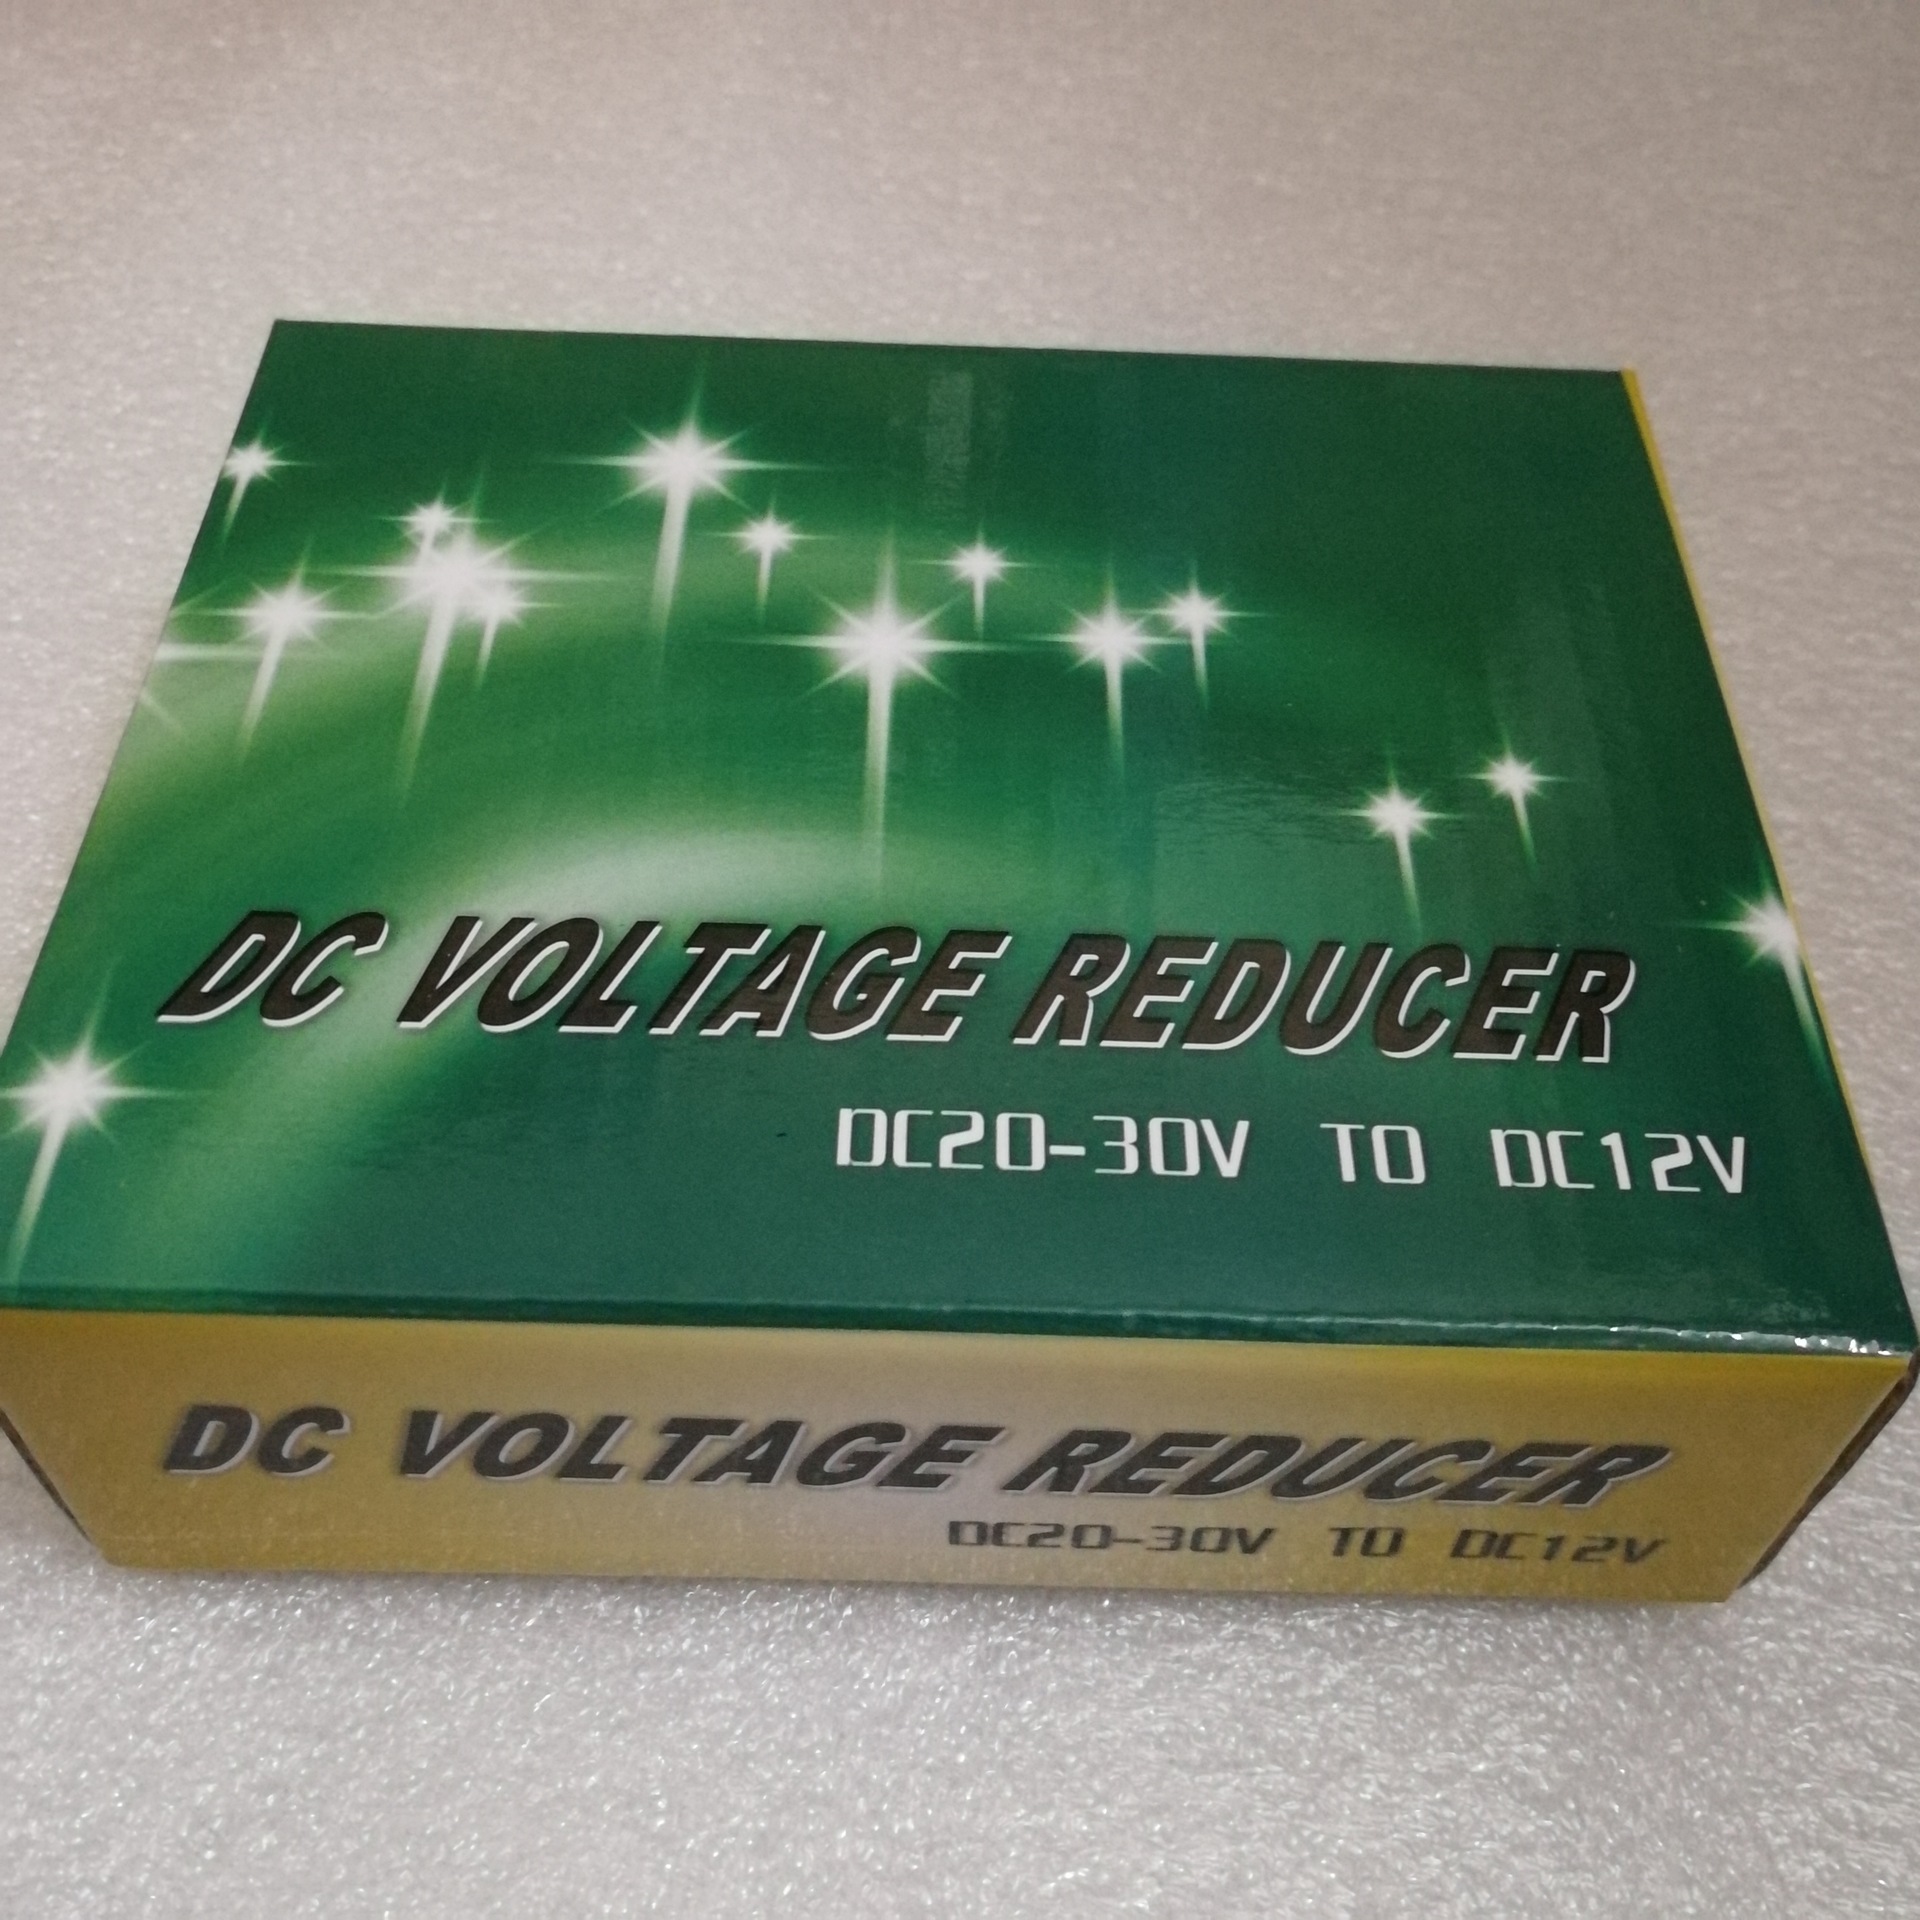 DC VOLTAGE REDUCER
DC20-30V TO DC12V
DC VOLTAGE REDUCER
DC20-30V TO DC12V